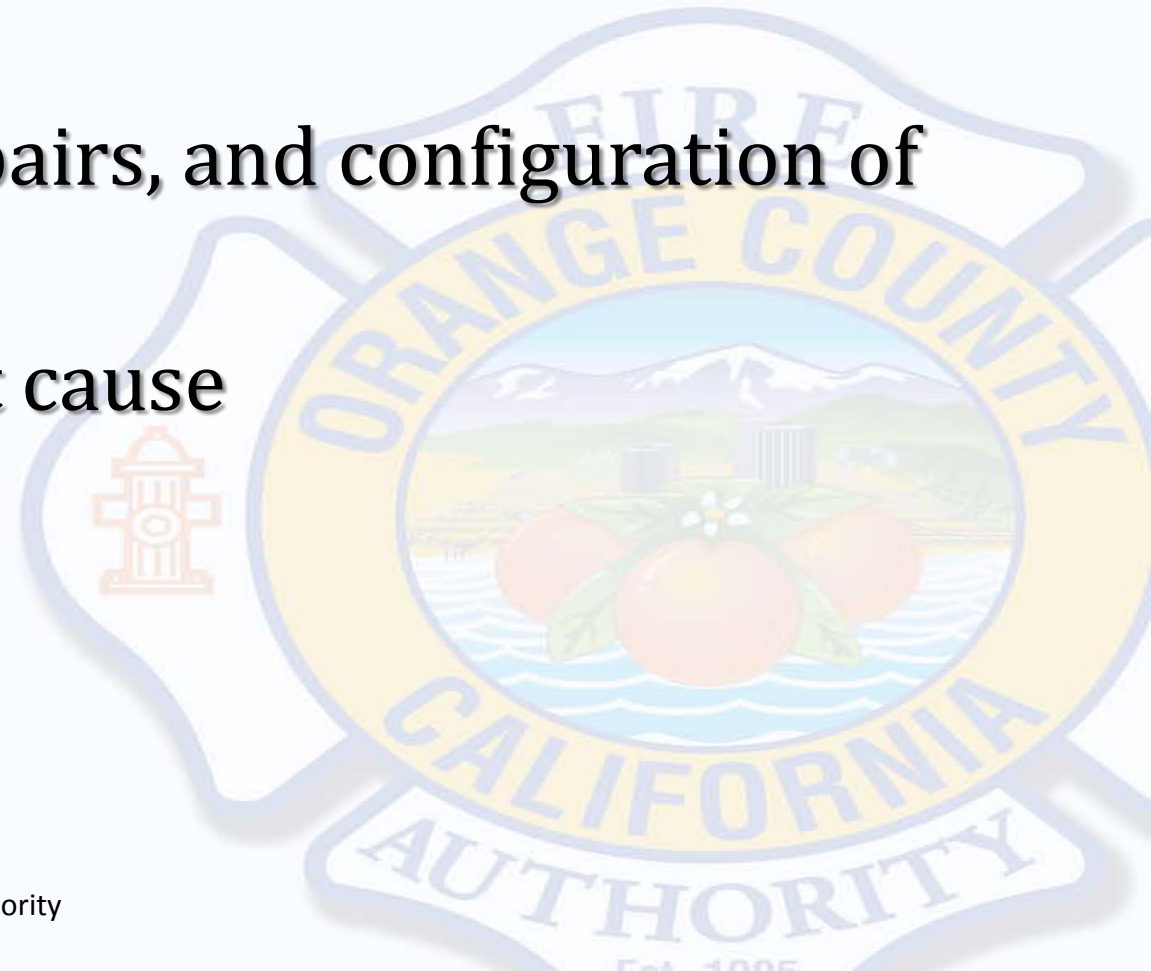 FIRE
pairs, and configuration of
ORANGE COUNTY
cause
CALIFORNIA
AUTHORITY
ority